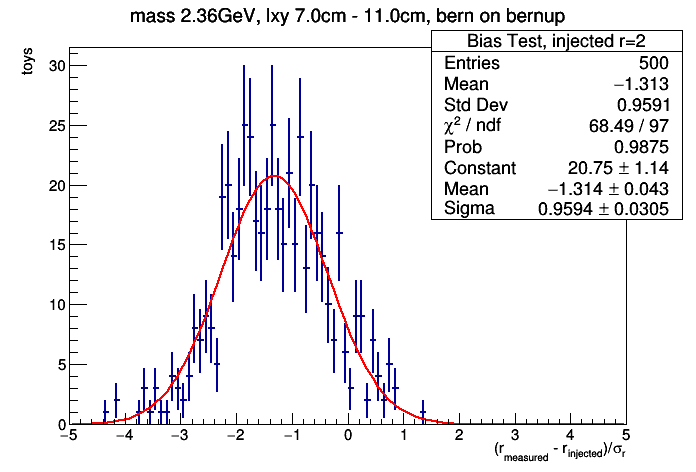 mass 2.36GeV, lxy 7.0cm - 11.0cm, bern on bernup
Bias Test, injected r=2
Entries 500
Mean −1.313
Std Dev 0.9591
χ² / ndf 68.49 / 97
Prob 0.9875
Constant 20.75 ± 1.14
Mean −1.314 ± 0.043
Sigma 0.9594 ± 0.0305
toys
30
25
20
15
10
5
0
−5 −4 −3 −2 −1 0 1 2 3 4 5
(r_measured - r_injected)/σ_r